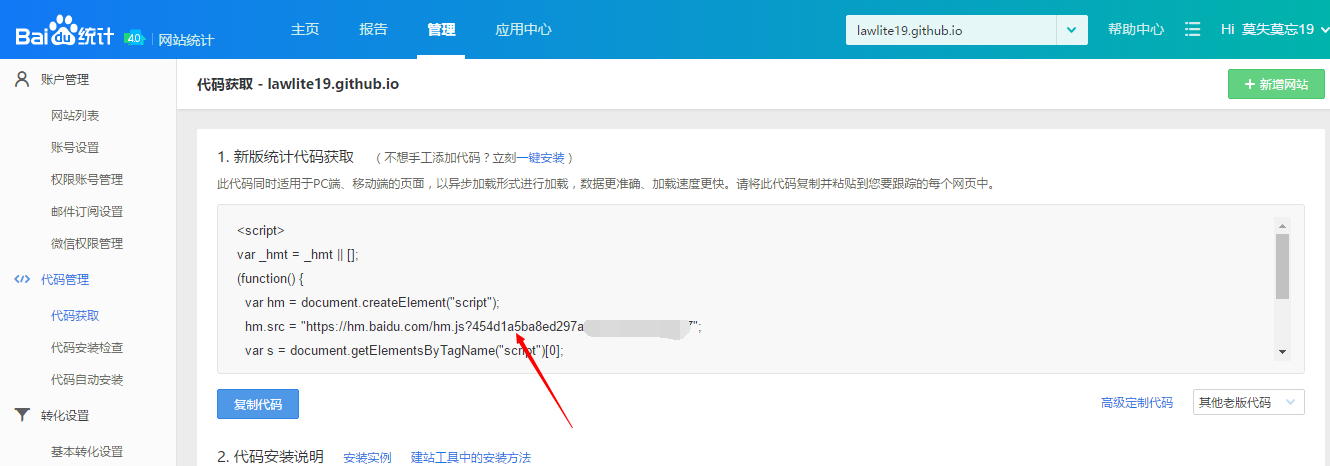 Bai du 统计 4.0 | 网站统计 主页 报告 管理 应用中心 lawlite19.github.io 帮助中心 Hi 莫失莫忘19
账户管理
网站列表
账号设置
权限账号管理
邮件订阅设置
微信权限管理
代码管理
代码获取
代码安装检查
代码自动安装
转化设置
基本转化设置
代码获取 - lawlite19.github.io
+ 新增网站
1. 新版统计代码获取 （ 不想手工添加代码？立刻一键安装 ）
此代码同时适用于PC端、移动端的页面，以异步加载形式进行加载，数据更准确、加载速度更快。请将此代码复制并粘贴到您要跟踪的每个网页中。
<script>
var _hmt = _hmt || [];
(function() {
var hm = document.createElement("script");
hm.src = "https://hm.baidu.com/hm.js?454d1a5ba8ed297a 7";
var s = document.getElementsByTagName("script")[0];
复制代码 高级定制代码 其他老版代码
2. 代码安装说明 安装实例 建站工具中的安装方法